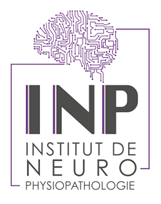 INP
INSTITUT DE
NEURO
PHYSIOPATHOLOGIE